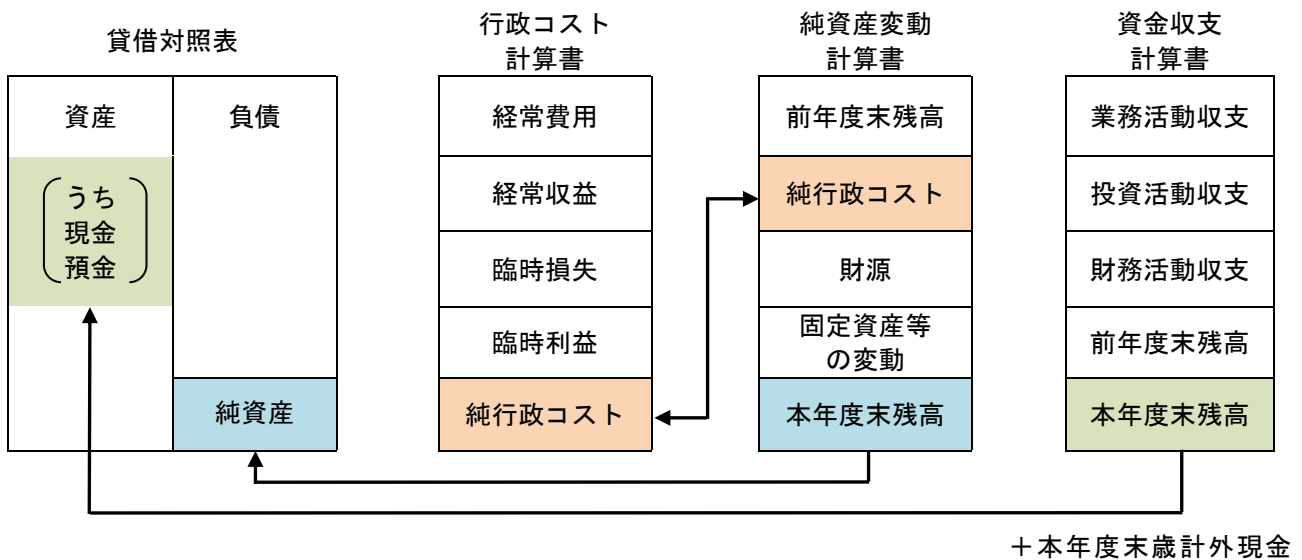 貸借対照表
資産
負債
うち
現金
預金
純資産
行政コスト
計算書
経常費用
経常収益
臨時損失
臨時利益
純行政コスト
純資産変動
計算書
前年度末残高
純行政コスト
財源
固定資産等
の変動
本年度末残高
資金収支
計算書
業務活動収支
投資活動収支
財務活動収支
前年度末残高
本年度末残高
＋本年度末歳計外現金